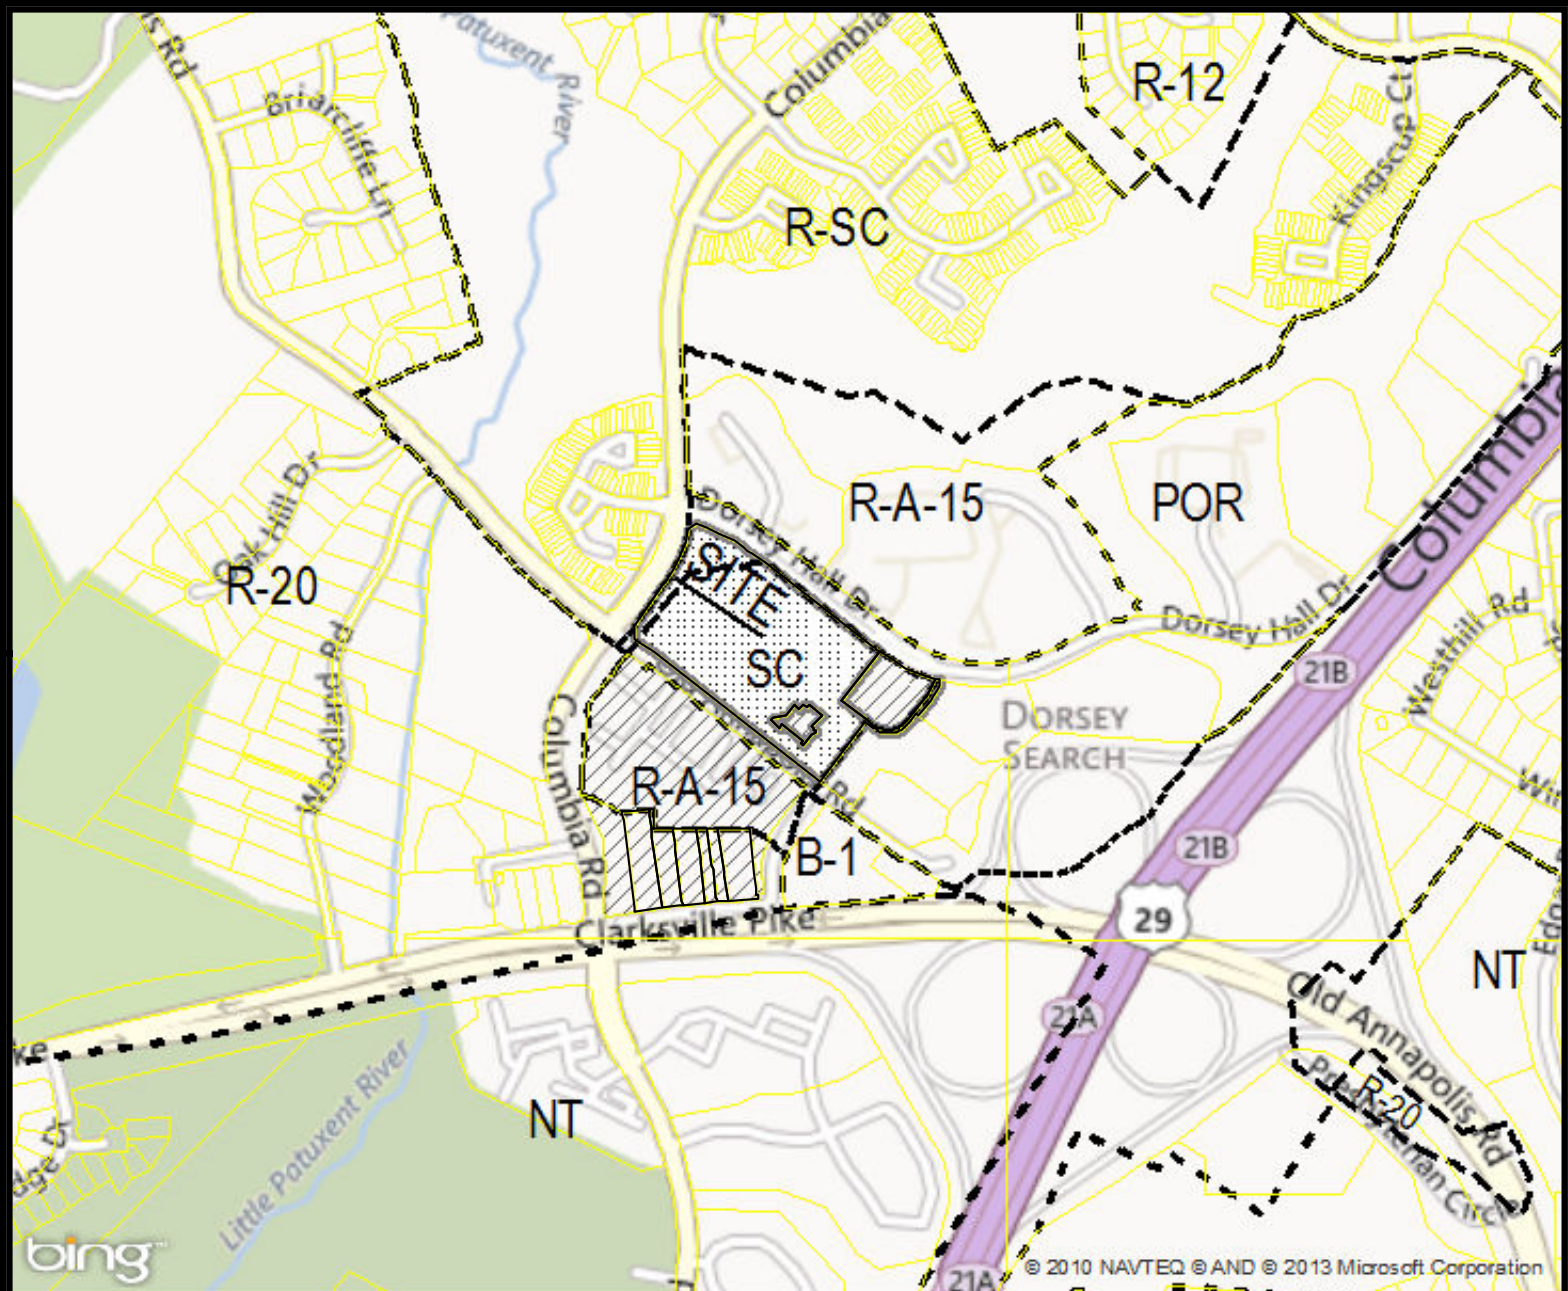 Patuxent
River
Columbia
R-12
Briarcliffe Ln
Kingscup Ct
R-SC
Columbia
Dorsey Hall Dr
R-A-15
POR
Oak Hill Dr
R-20
SITE
Dorsey Hall Dr
Westhill Rd
SC
21B
Woodland Rd
Columbia Rd
DORSEY
SEARCH
R-A-15
Rd
21B
B-1
Clarksville Pike
29
NT
21A
Old Annapolis Rd
Little Patuxent River
NT
R-20
Presbyterian Circle
bing
21A
© 2010 NAVTEQ © AND © 2013 Microsoft Corporation